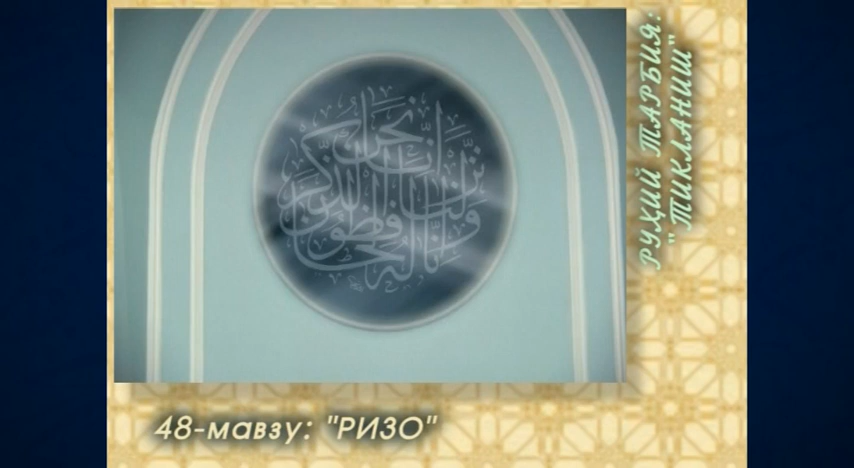 إنا نحن نزلنا الذكر وإنا له لحافظون
РУҲИЙ ТАРБИЯ:
"ТИКЛАНИШ"
48-мавзу: "РИЗО"